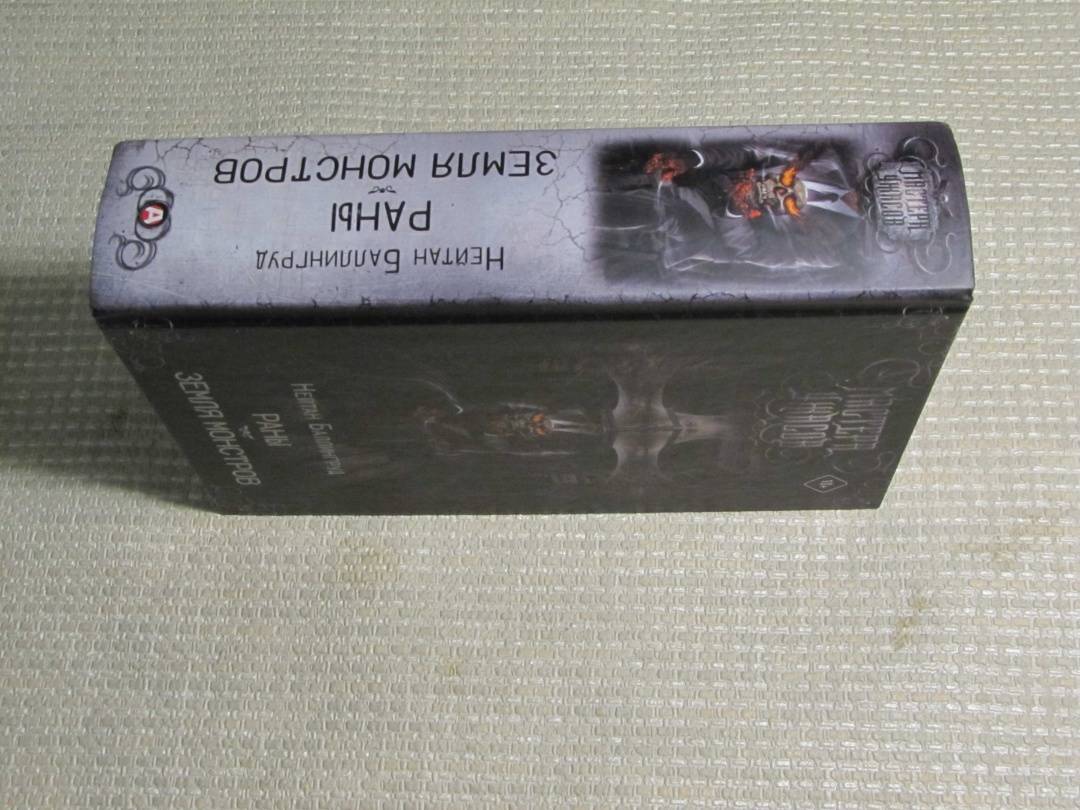 Нейтан Баллингруд
РАНЫ
ЗЕМЛЯ МОНСТРОВ
МАСТЕРА
УЖАСОВ
Нейтан Баллингруд
РАНЫ
ЗЕМЛЯ МОНСТРОВ
МАСТЕРА
УЖАСОВ